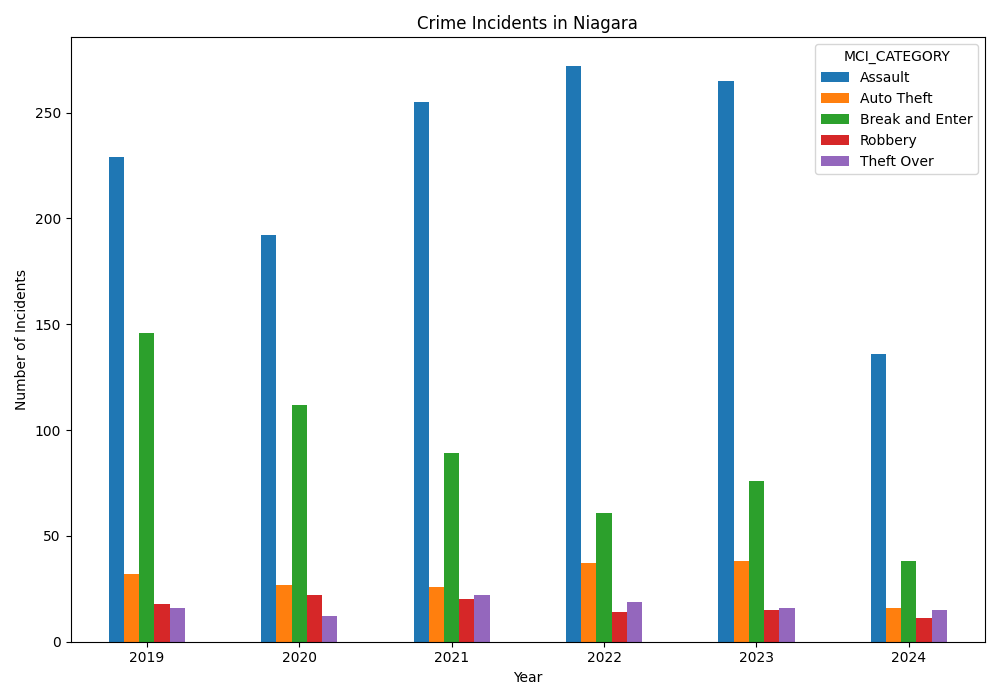 Crime Incidents in Niagara
MCI_CATEGORY
Assault
Auto Theft
Break and Enter
Robbery
Theft Over
Number of Incidents
250
200
150
100
50
0
2019 2020 2021 2022 2023 2024
Year